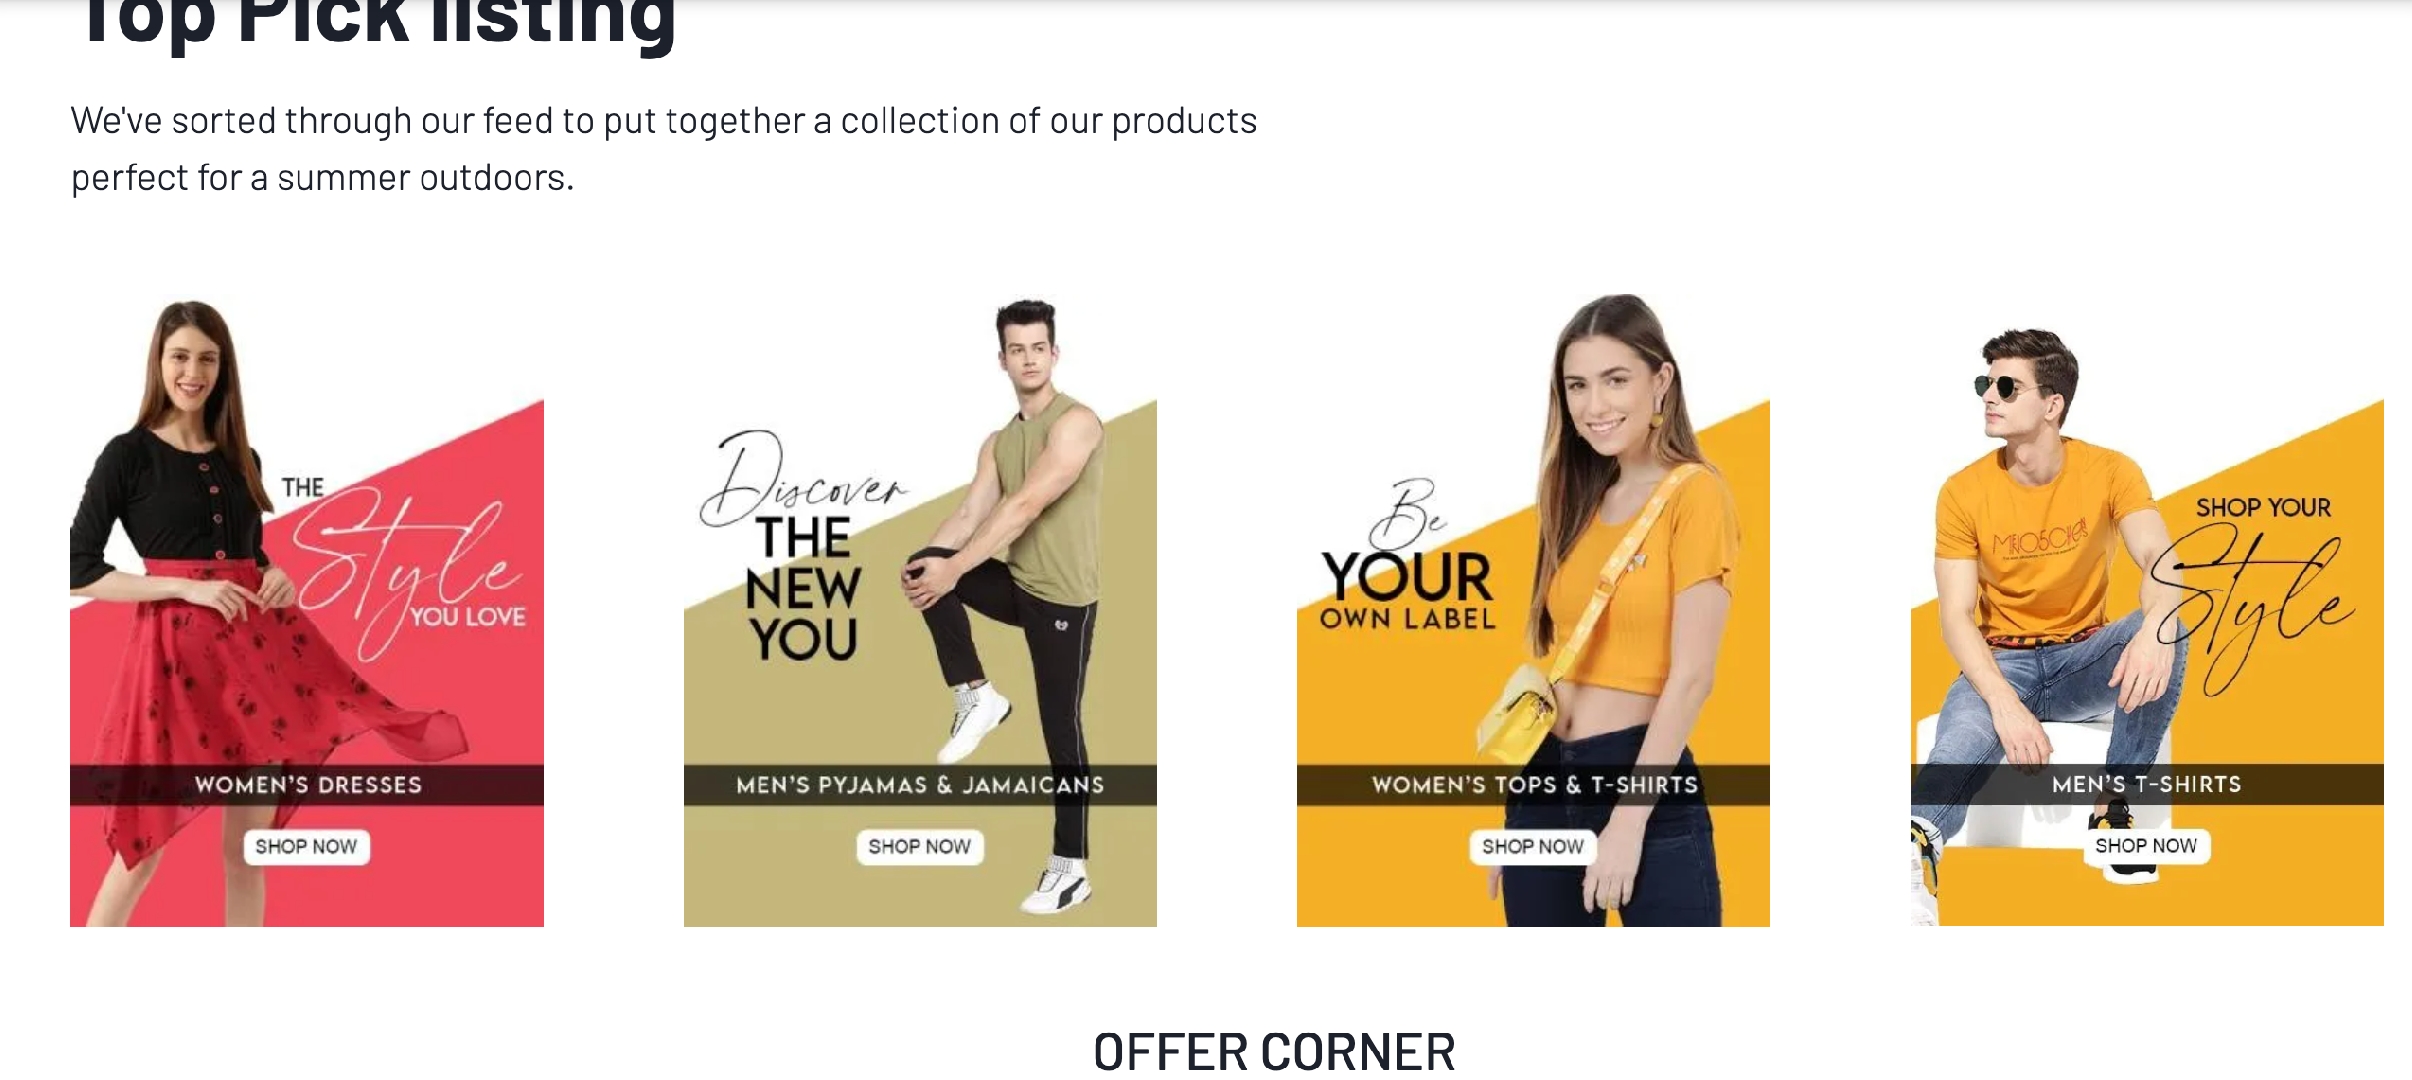 Top Pick listing
We've sorted through our feed to put together a collection of our products
perfect for a summer outdoors.
THE
Style
YOU LOVE
WOMEN'S DRESSES
SHOP NOW
Discover
THE
NEW
YOU
MEN'S PYJAMAS & JAMAICANS
SHOP NOW
Be
YOUR
OWN LABEL
WOMEN'S TOPS & T-SHIRTS
SHOP NOW
SHOP YOUR
Style
MEN'S T-SHIRTS
SHOP NOW
OFFER CORNER